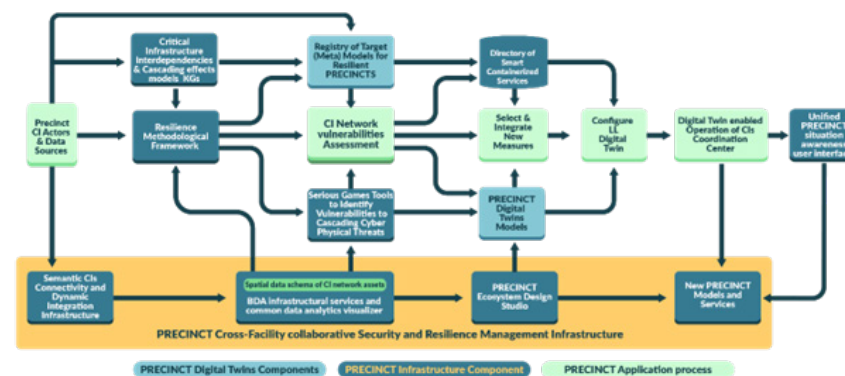 Critical
Infrastructure
Interdependencies
& Cascading effects
models KGs
Registry of Target
(Meta) Models for
Resilient
PRECINCTS
Directory of
Smart
Containerized
Services
Precinct
CI Actors
& Data
Sources
Resilience
Methodological
Framework
CI Network
vulnerabilities
Assessment
Select &
Integrate
New
Measures
Configure
LL
Digital
Twin
Digital Twin enabled
Operation of CIs
Coordination
Center
Unified
PRECINCT
situation
awareness
user interface
Serious Games Tools
to Identify
Vulnerabilities to
Cascading Cyber
Physical Threats
PRECINCT
Digital
Twins
Models
Semantic CIs
Connectivity and
Dynamic
Integration
Infrastructure
Spatial data schema of CI network assets
BDA infrastructural services and
common data analytics visualizer
PRECINCT
Ecosystem Design
Studio
New PRECINCT
Models and
Services
PRECINCT Cross-Facility collaborative Security and Resilience Management Infrastructure
PRECINCT Digital Twins Components
PRECINCT Infrastructure Component
PRECINCT Application process